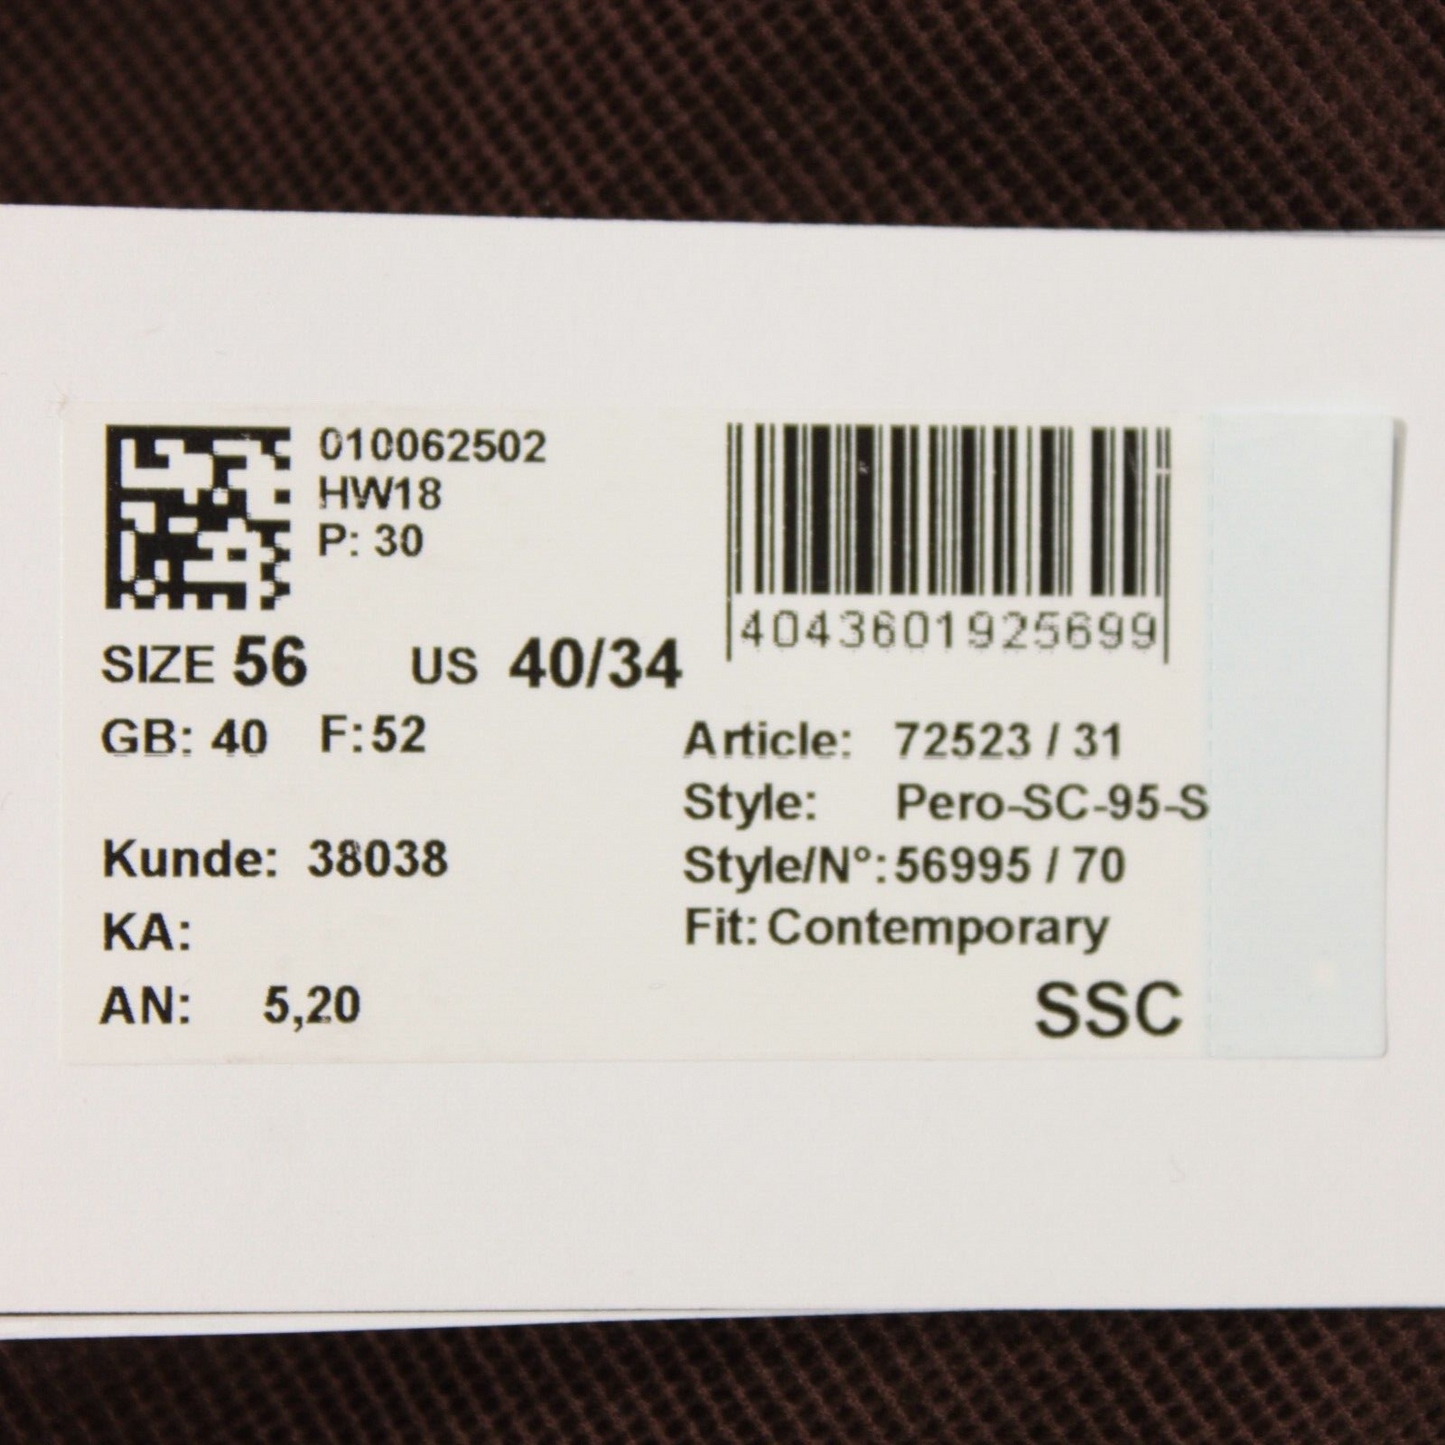 010062502
HW18
P: 30
4043601925699
SIZE 56 US 40/34
GB: 40 F:52
Article: 72523 / 31
Style: Pero-SC-95-S
Kunde: 38038
Style/N°:56995 / 70
KA:
Fit: Contemporary
AN: 5,20
SSC